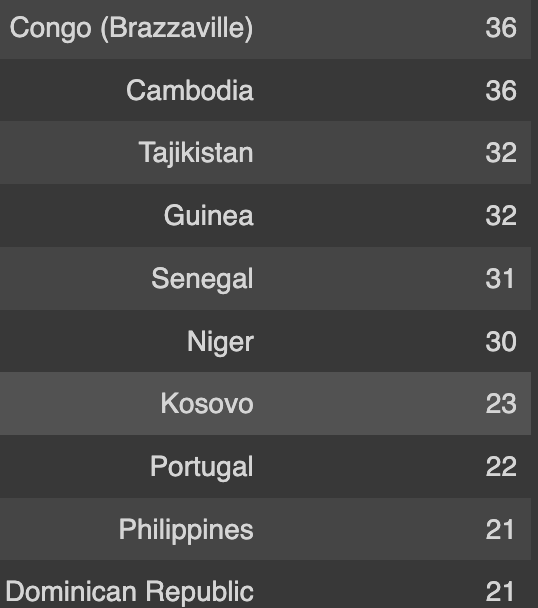 Congo (Brazzaville) 36
Cambodia 36
Tajikistan 32
Guinea 32
Senegal 31
Niger 30
Kosovo 23
Portugal 22
Philippines 21
Dominican Republic 21